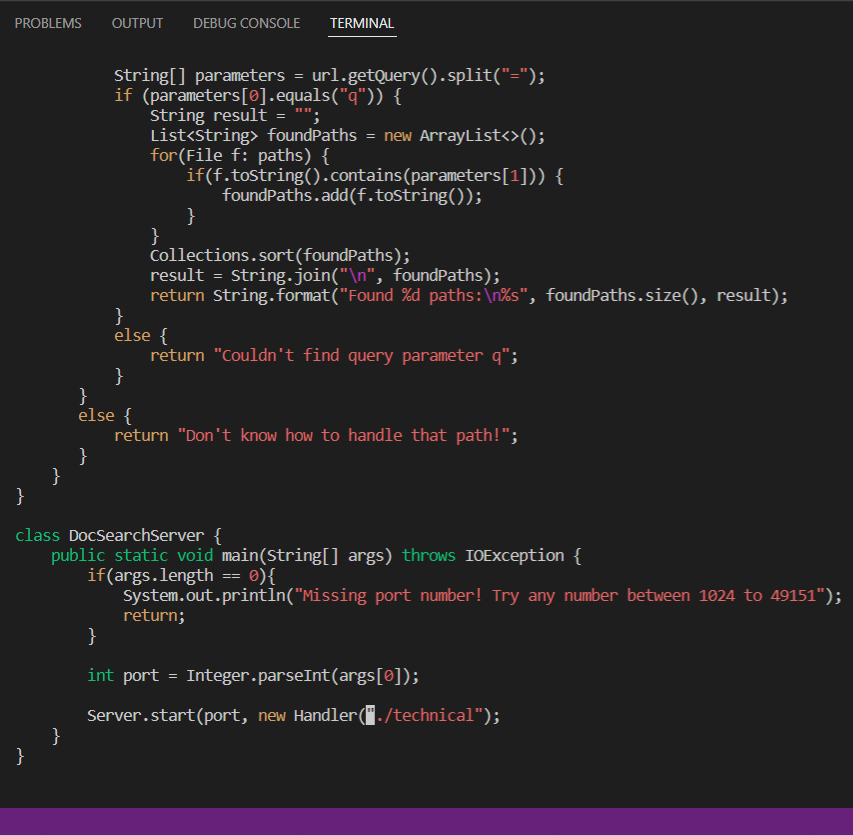 PROBLEMS OUTPUT DEBUG CONSOLE TERMINAL
String[] parameters = url.getQuery().split("=");
if (parameters[0].equals("q")) {
String result = "";
List<String> foundPaths = new ArrayList<>();
for(File f: paths) {
if(f.toString().contains(parameters[1])) {
foundPaths.add(f.toString());
}
}
Collections.sort(foundPaths);
result = String.join("\n", foundPaths);
return String.format("Found %d paths:\n%s", foundPaths.size(), result);
}
else {
return "Couldn't find query parameter q";
}
}
else {
return "Don't know how to handle that path!";
}
}
}
class DocSearchServer {
public static void main(String[] args) throws IOException {
if(args.length == 0){
System.out.println("Missing port number! Try any number between 1024 to 49151");
return;
}
int port = Integer.parseInt(args[0]);
Server.start(port, new Handler("./technical");
}
}